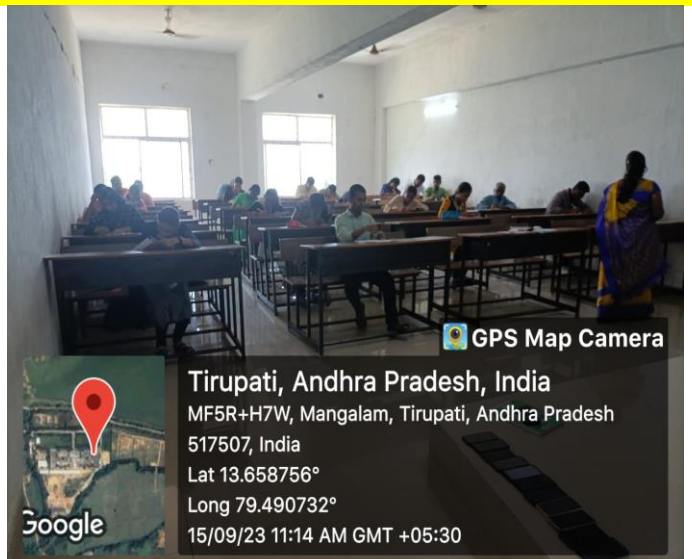 GPS Map Camera
Tirupati, Andhra Pradesh, India
MF5R+H7W, Mangalam, Tirupati, Andhra Pradesh
517507, India
Lat 13.658756°
Long 79.490732°
15/09/23 11:14 AM GMT +05:30
Google